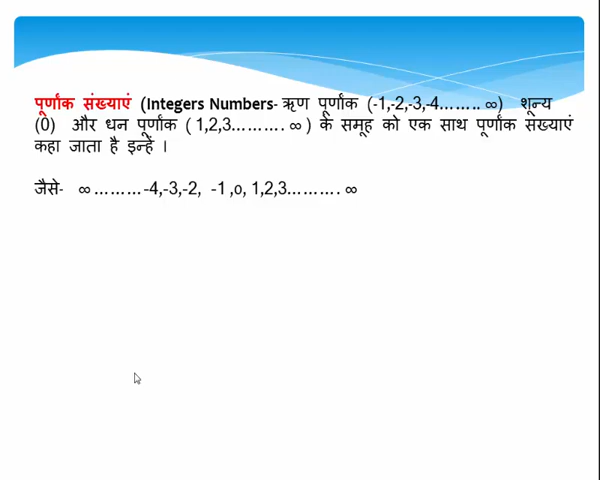 पूर्णांक संख्याएं (Integers Numbers- ऋण पूर्णांक (-1,-2,-3,-4…….. ∞) शून्य
(0) और धन पूर्णांक ( 1,2,3………. ∞ ) के समूह को एक साथ पूर्णांक संख्याएं
कहा जाता है इन्हें ।
जैसे- ∞ ………-4,-3,-2, -1 ,o, 1,2,3………. ∞